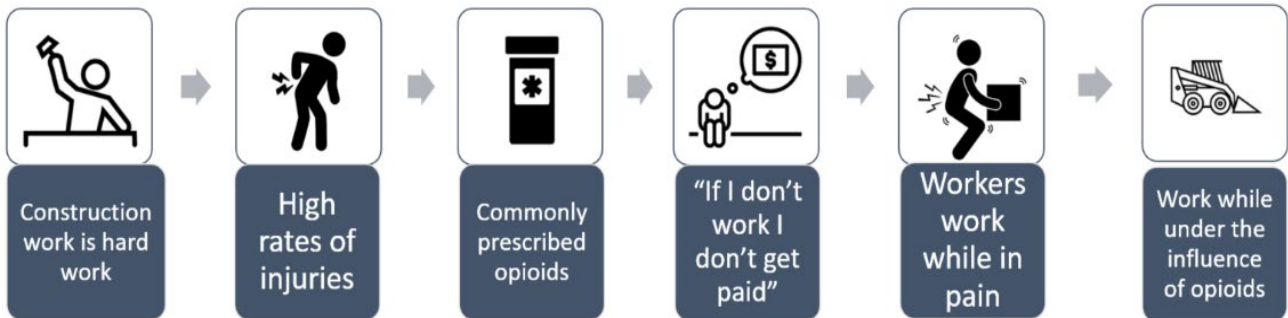 $
Construction
work is hard
work
High
rates of
injuries
Commonly
prescribed
opioids
“If I don’t
work I
don’t get
paid”
Workers
work
while in
pain
Work while
under the
influence
of opioids